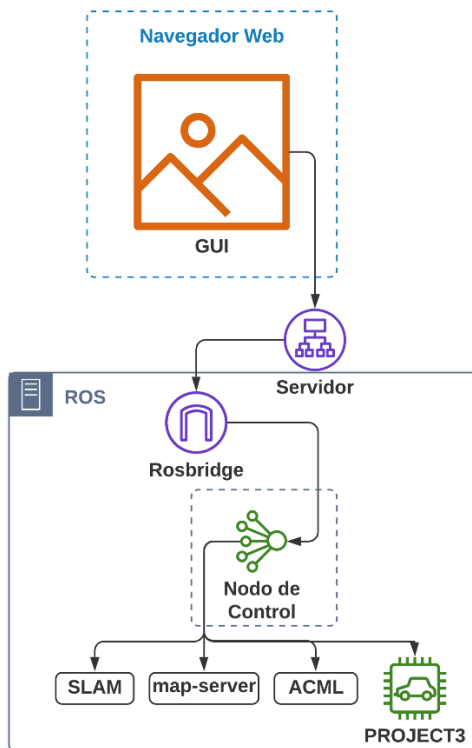 Navegador Web
GUI
Servidor
ROS
Rosbridge
Nodo de
Control
SLAM
map-server
ACML
PROJECT3